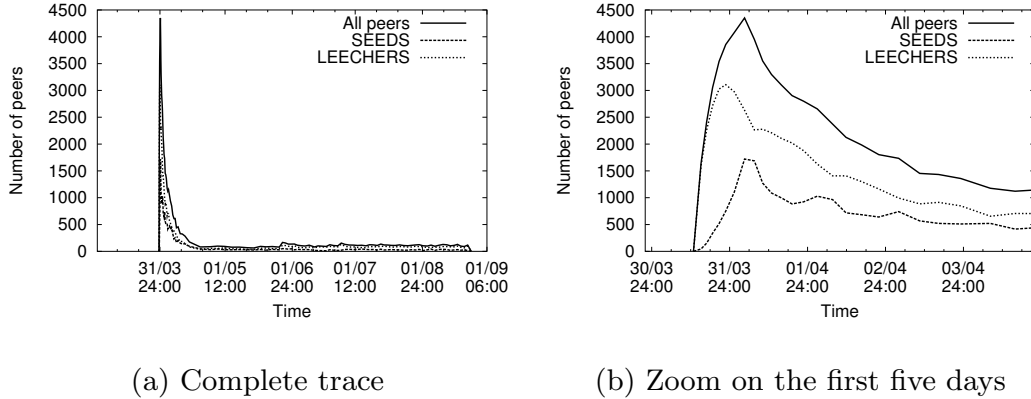 4500
4000
3500
3000
2500
2000
1500
1000
500
0
Number of peers
All peers
SEEDS
LEECHERS
31/03 01/05 01/06 01/07 01/08 01/09
24:00 12:00 24:00 12:00 24:00 06:00
Time
(a) Complete trace
4500
4000
3500
3000
2500
2000
1500
1000
500
0
Number of peers
All peers
SEEDS
LEECHERS
30/03 31/03 01/04 02/04 03/04
24:00 24:00 24:00 24:00 24:00
Time
(b) Zoom on the first five days